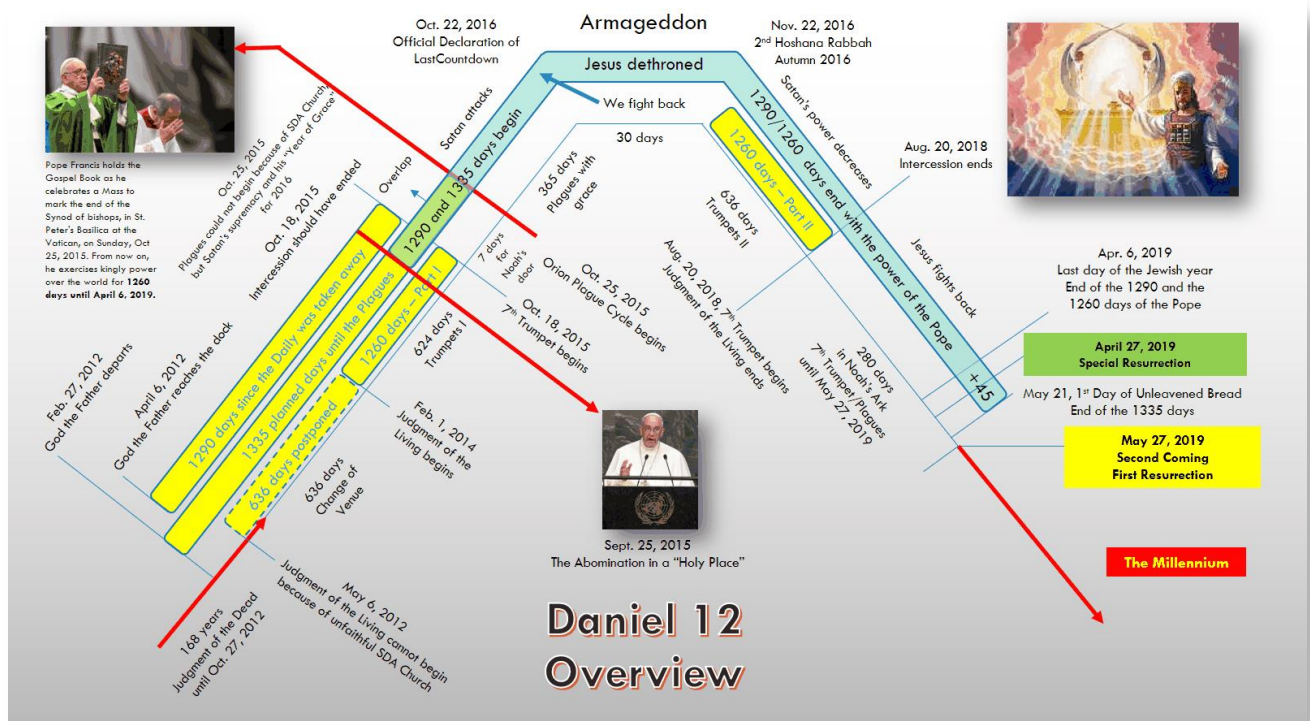 Oct. 22, 2016
Official Declaration of
LastCountdown
Armageddon
Nov. 22, 2016
2nd Hoshana Rabbah
Autumn 2016
Jesus dethroned
We fight back
30 days
Pope Francis holds the
Gospel Book as he
celebrates a Mass to
mark the end of the
Synod of bishops, in St.
Peter's Basilica at the
Vatican, on Sunday, Oct
25, 2015. From now on,
he exercises kingly power
over the world for 1260
days until April 6, 2019.
Oct. 25, 2015
Plagues could not begin because of SDA Church,
but Satan's supremacy and his "Year of Grace"
for 2016
Oct. 18, 2015
Intercession should have ended
Overlap
Satan attacks
1290 and 1335 days begin
365 days
Plagues with
grace
7 days
for
Noah's
door
Oct. 25, 2015
Orion Plague Cycle begins
Oct. 18, 2015
7th Trumpet begins
624 days
Trumpets I
Feb. 27, 2012
God the Father departs
April 6, 2012
God the Father reaches the dock
1290 days since the Daily was taken away
1335 planned days until the Plagues
1260 days – Part I
636 days postponed
Feb. 1, 2014
Judgment of the
Living begins
636 days
Change of
Venue
May 6, 2012
Judgment of the Living cannot begin
because of unfaithful SDA Church
168 years
Judgment of the Dead
until Oct. 27, 2012
Satan's power decreases
1290/1260 days end with the power of the Pope
1260 days – Part II
636 days
Trumpets II
Aug. 20, 2018
Intercession ends
Aug. 20, 2018, 7th Trumpet begins
Judgment of the Living ends
Jesus fights back
280 days
in Noah's Ark
7th Trumpet/Plagues
until May 27, 2019
+45
Apr. 6, 2019
Last day of the Jewish year
End of the 1290 and the
1260 days of the Pope
April 27, 2019
Special Resurrection
May 21, 1st Day of Unleavened Bread
End of the 1335 days
May 27, 2019
Second Coming
First Resurrection
The Millennium
Sept. 25, 2015
The Abomination in a "Holy Place"
Daniel 12
Overview